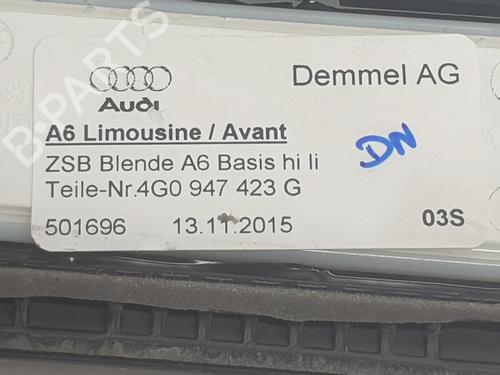 Demmel AG
Audi
A6 Limousine / Avant
ZSB Blende A6 Basis hi li
Teile-Nr.4G0 947 423 G
501696 13.11.2015 03S
DN
B-PARTS